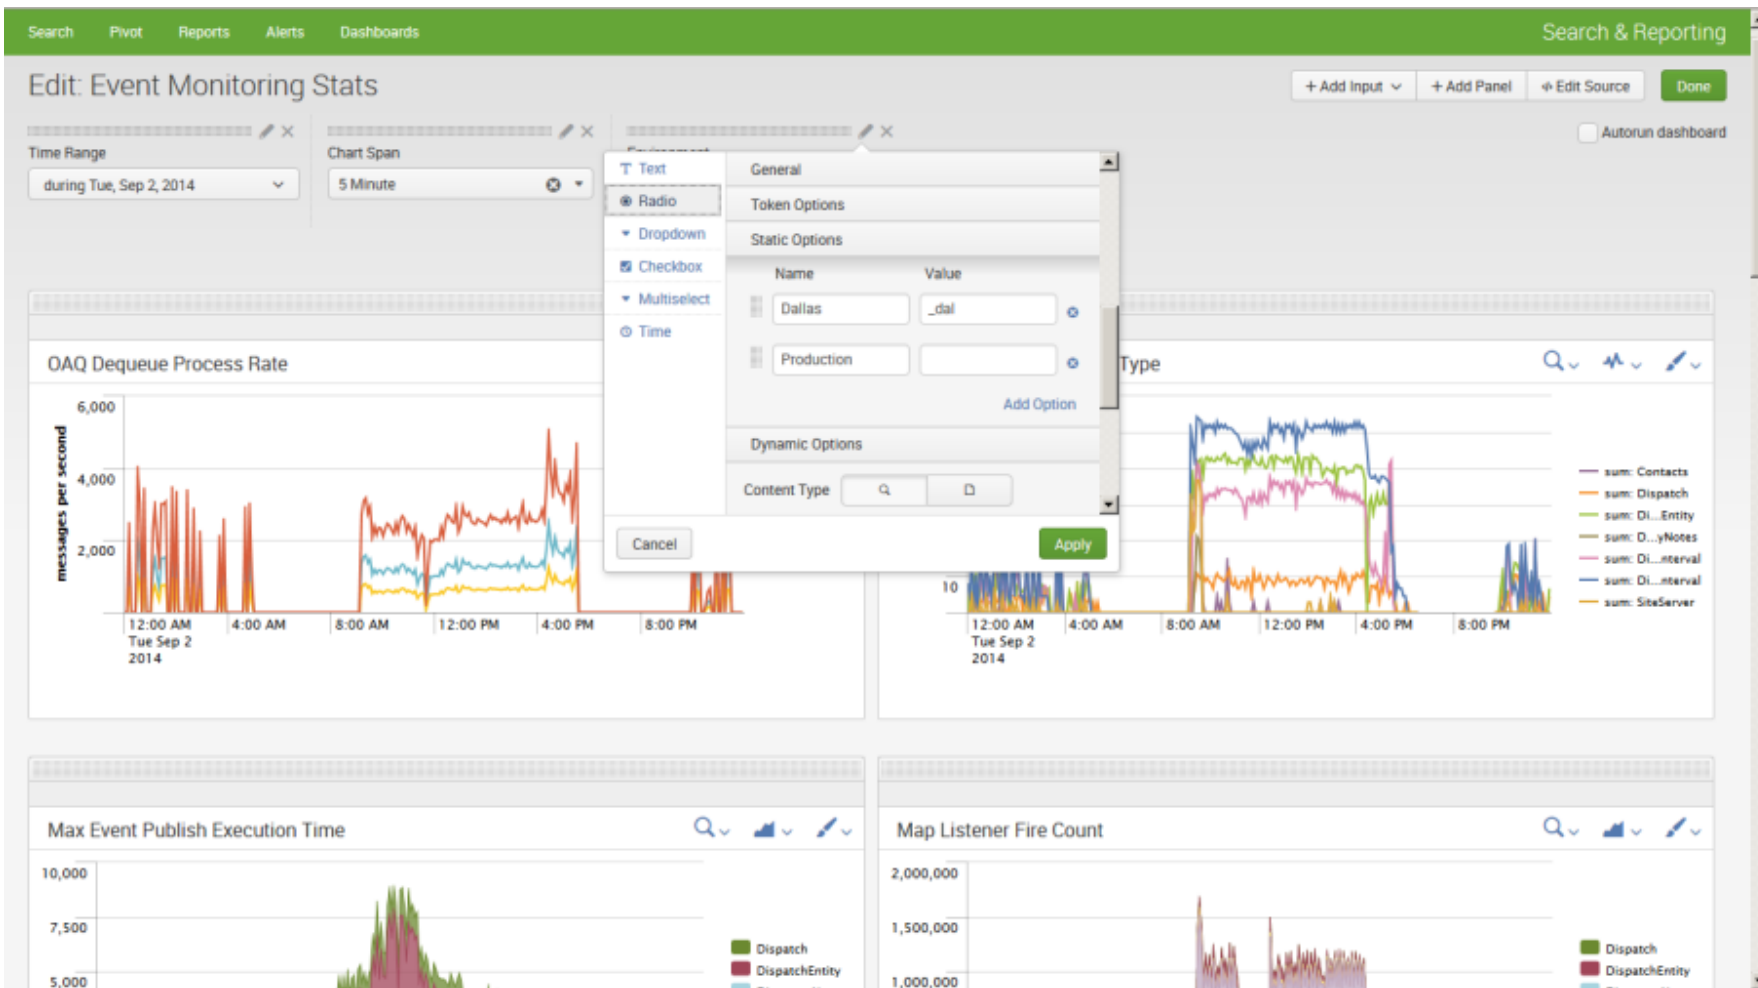 Search Pivot Reports Alerts Dashboards Search & Reporting
Edit: Event Monitoring Stats
+ Add Input + Add Panel Edit Source Done
Autorun dashboard
Time Range
during Tue, Sep 2, 2014
Chart Span
5 Minute
Text
Radio
Dropdown
Checkbox
Multiselect
Time
General
Token Options
Static Options
Name Value
Dallas _dal
Production
Add Option
Dynamic Options
Content Type
Cancel Apply
OAQ Dequeue Process Rate
messages per second
6,000
4,000
2,000
12:00 AM 4:00 AM 8:00 AM 12:00 PM 4:00 PM 8:00 PM
Tue Sep 2
2014
Type
10
12:00 AM 4:00 AM 8:00 AM 12:00 PM 4:00 PM 8:00 PM
Tue Sep 2
2014
sum: Contacts
sum: Dispatch
sum: Di...Entity
sum: D...yNotes
sum: Di...nterval
sum: Di...nterval
sum: SiteServer
Max Event Publish Execution Time
10,000
7,500
5,000
Dispatch
DispatchEntity
Map Listener Fire Count
2,000,000
1,500,000
1,000,000
Dispatch
DispatchEntity